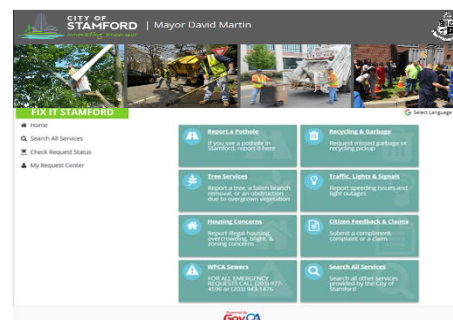 CITY OF
STAMFORD | Mayor David Martin
FIX IT STAMFORD
Select Language
Home
Search All Services
Check Request Status
My Request Center
Report a Pothole
If you see a pothole in
Stamford, report it here
Recycling & Garbage
Request missed garbage or
recycling pickup
Tree Services
Report a tree, a fallen branch
removal, or an obstruction
due to overgrown vegetation
Traffic, Lights & Signals
Report speeding issues and
light outages
Housing Concerns
Report illegal housing,
overcrowding, blight, &
zoning concerns
Citizen Feedback & Claims
Submit a compliment,
complaint or a claim
WPCA Sewers
FOR ALL EMERGENCY
REQUESTS CALL (203) 977-
Search All Services
Search all other services
provided by the City of
Stamford
Powered by
GovQA